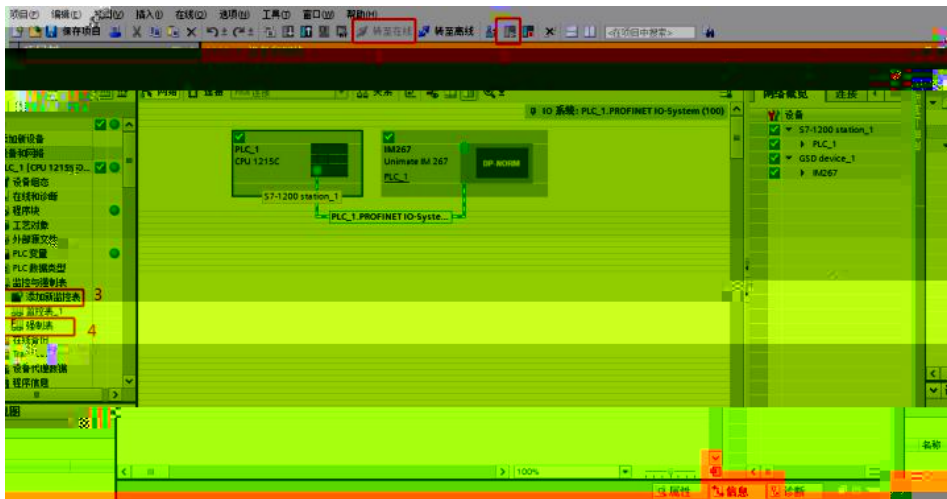 项目(P) 编辑(E) 视图(V) 插入(I) 在线(O) 选项(N) 工具(T) 窗口(W) 帮助(H)
保存项目 转至在线 转至离线 <在项目中搜索>
网络 连接 关系
网络概览 连接
IO 系统: PLC_1.PROFINET IO-System (100)
设备
S7-1200 station_1
PLC_1
GSD device_1
IM267
PLC_1
CPU 1215C
IM267
Unimate IM 267
PLC_1
DP-NORM
S7-1200 station_1
PLC_1.PROFINET IO-Syste...
添加新设备
设备和网络
PLC_1 [CPU 1215C
设备组态
在线和诊断
程序块
工艺对象
外部源文件
PLC 变量
PLC 数据类型
监控与强制表
添加新监控表
3
监控表_1
强制表
4
在线备份
设备代理数据
程序信息
名称
100%
属性 信息 诊断